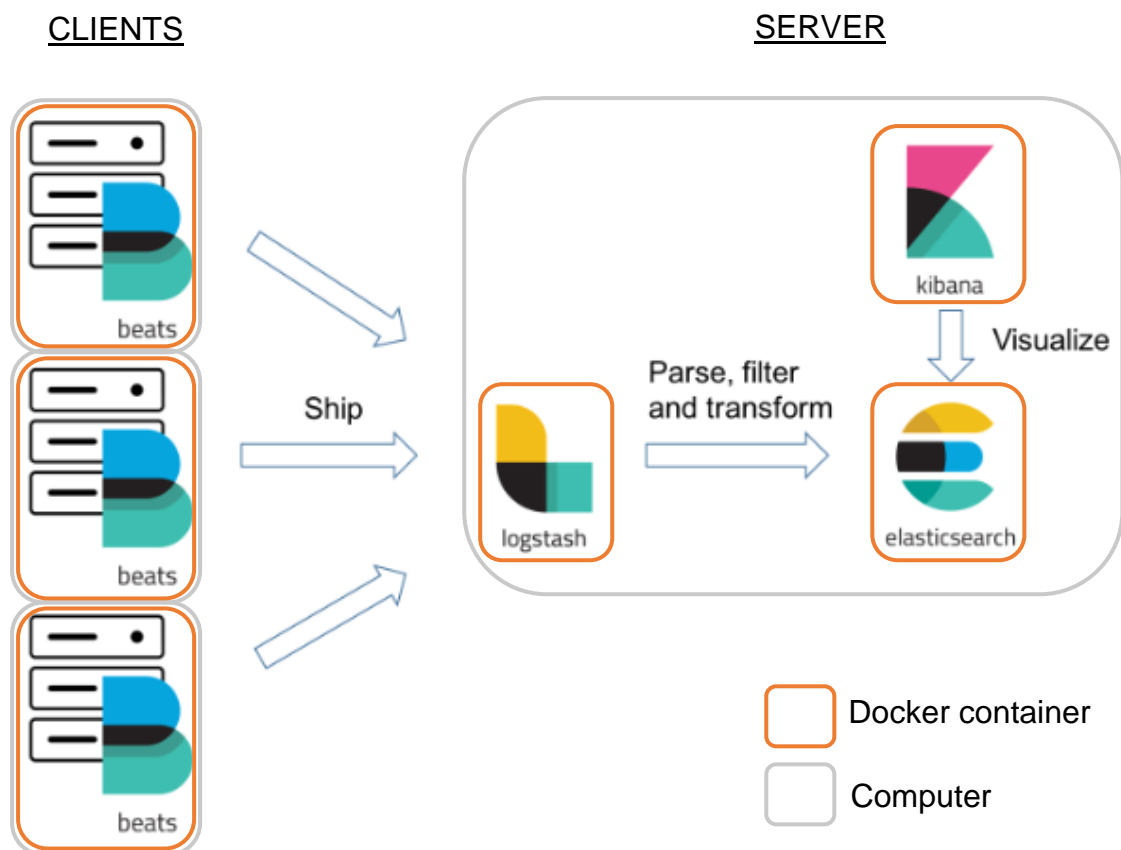 CLIENTS
SERVER
beats
beats
beats
Ship
logstash
Parse, filter
and transform
kibana
Visualize
elasticsearch
Docker container
Computer